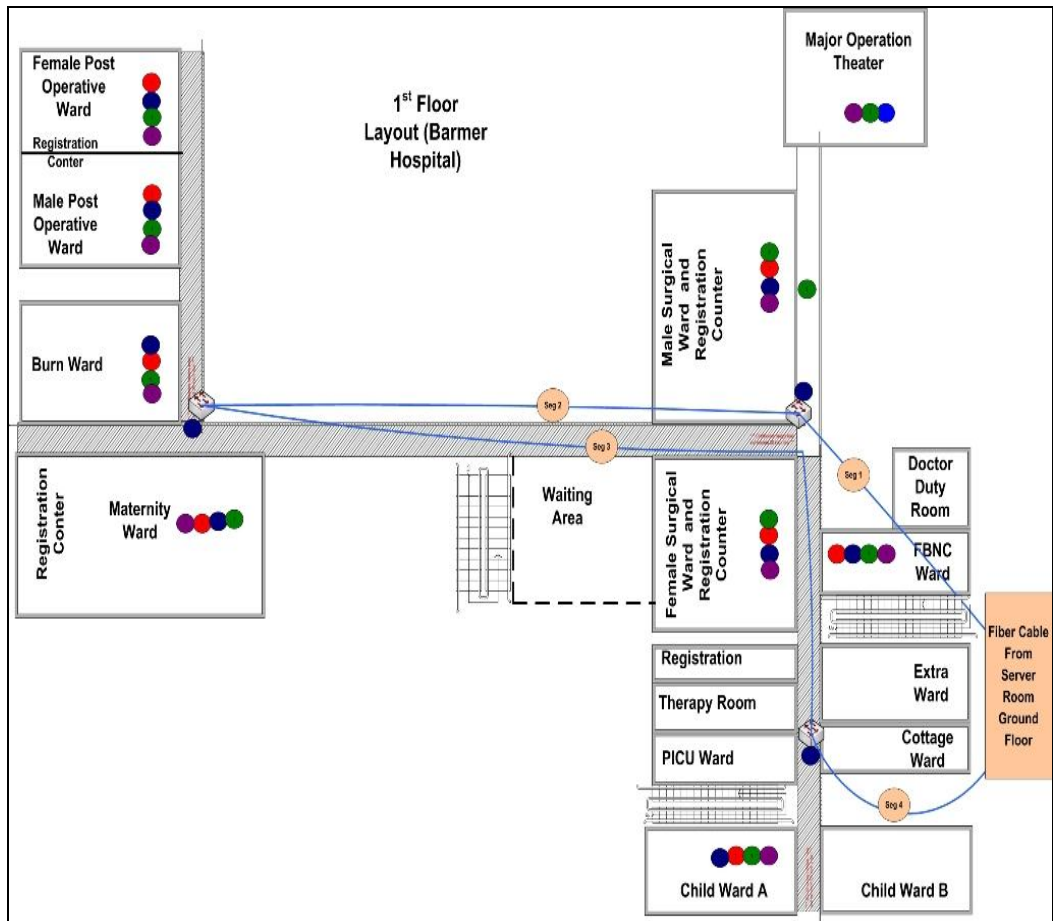 Female Post
Operative
Ward
Registration
Conter
Male Post
Operative
Ward
Burn Ward
1st Floor
Layout (Barmer
Hospital)
Major Operation
Theater
Male Surgical
Ward and
Registration
Counter
Seg 2
Seg 3
Seg 1
Registration
Conter
Maternity
Ward
Waiting
Area
Female Surgical
Ward and
Registration
Counter
Doctor
Duty
Room
FBNC
Ward
Fiber Cable
From
Server
Room
Ground
Floor
Registration
Therapy Room
PICU Ward
Extra
Ward
Cottage
Ward
Seg 4
Child Ward A
Child Ward B